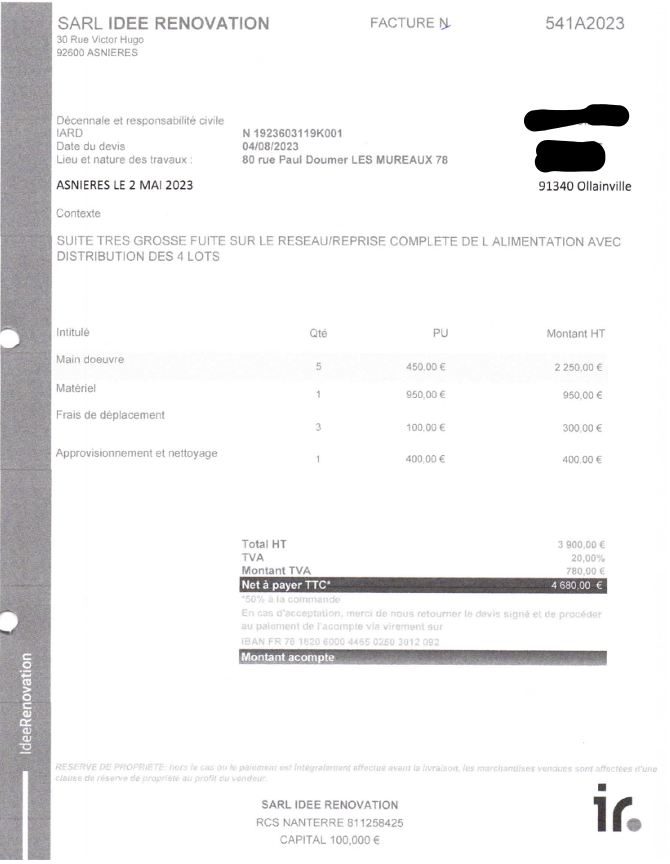 SARL IDEE RENOVATION FACTURE N 541A2023
30 Rue Victor Hugo
92600 ASNIERES
Décennale et responsabilité civile
IARD N 1923603119K001
Date du devis 04/08/2023
Lieu et nature des travaux : 80 rue Paul Doumer LES MUREAUX 78
ASNIERES LE 2 MAI 2023 91340 Ollainville
Contexte
SUITE TRES GROSSE FUITE SUR LE RESEAU/REPRISE COMPLETE DE L ALIMENTATION AVEC
DISTRIBUTION DES 4 LOTS
Intitulé Qté PU Montant HT
Main doeuvre 5 450,00 € 2 250,00 €
Matériel 1 950,00 € 950,00 €
Frais de déplacement 3 100,00 € 300,00 €
Approvisionnement et nettoyage 1 400,00 € 400,00 €
Total HT 3 900,00 €
TVA 20,00%
Montant TVA 780,00 €
Net à payer TTC* 4 680,00 €
*50% à la commande
En cas d'acceptation, merci de nous retourner le devis signé et de procéder
au paiement de l'acompte via virement sur
IBAN FR 76 1820 6000 4465 0250 3912 092
Montant acompte
IdeeRenovation
RESERVE DE PROPRIETE: hors le cas ou le paiement est intégralement effectue avant la livraison, les marchandises vendues sont affectées d'une
clause de réserve de propriété au profit du vendeur.
SARL IDEE RENOVATION
RCS NANTERRE 811258425
CAPITAL 100,000 €
ir.